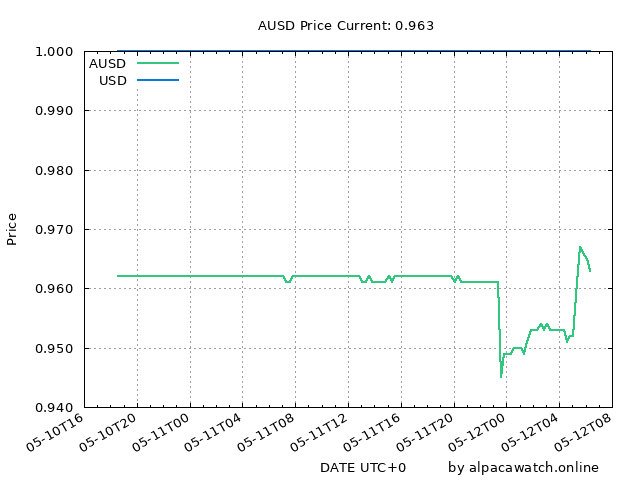 AUSD Price Current: 0.963
1.000
AUSD
USD
0.990
0.980
0.970
Price
0.960
0.950
0.940
05-10T16
05-10T20
05-11T00
05-11T04
05-11T08
05-11T12
05-11T16
05-11T20
05-12T00
05-12T04
05-12T08
DATE UTC+0
by alpacawatch.online